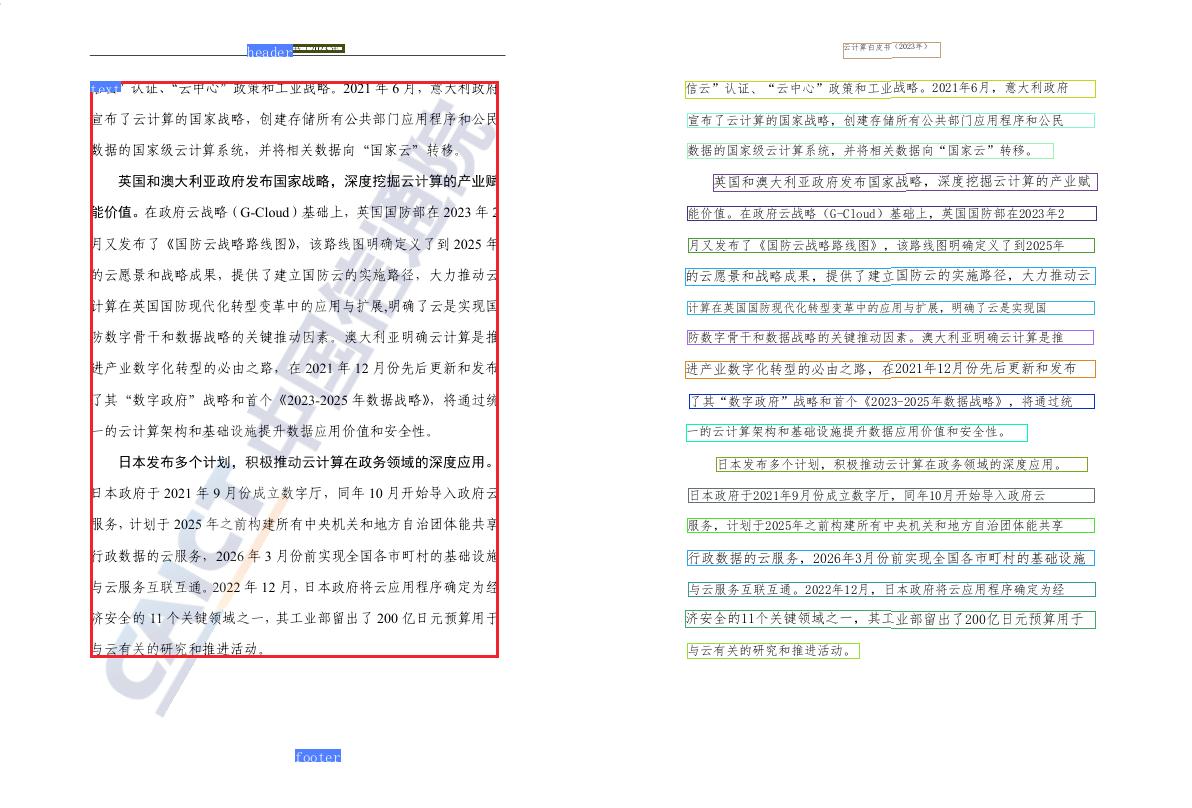 header
text
” 认证、“云中心” 政策和工业战略。2021 年 6 月，意大利政府
宣布了云计算的国家战略，创建存储所有公共部门应用程序和公民
数据的国家级云计算系统，并将相关数据向“国家云”转移。
英国和澳大利亚政府发布国家战略，深度挖掘云计算的产业赋
能价值。在政府云战略（G-Cloud）基础上，英国国防部在 2023 年 2
月又发布了《国防云战略路线图》，该路线图明确定义了到 2025 年
的云愿景和战略成果，提供了建立国防云的实施路径，大力推动云
计算在英国国防现代化转型变革中的应用与扩展,明确了云是实现国
防数字骨干和数据战略的关键推动因素。澳大利亚明确云计算是推
进产业数字化转型的必由之路，在 2021 年 12 月份先后更新和发布
了其“数字政府”战略和首个《2023-2025 年数据战略》，将通过统
一的云计算架构和基础设施提升数据应用价值和安全性。
日本发布多个计划，积极推动云计算在政务领域的深度应用。
日本政府于 2021 年 9 月份成立数字厅，同年 10 月开始导入政府云
服务，计划于 2025 年之前构建所有中央机关和地方自治团体能共享
行政数据的云服务，2026 年 3 月份前实现全国各市町村的基础设施
与云服务互联互通。2022 年 12 月，日本政府将云应用程序确定为经
济安全的 11 个关键领域之一，其工业部留出了 200 亿日元预算用于
与云有关的研究和推进活动。
CAICT 中国信通院
footer
云计算白皮书（2023年）
信云”认证、“云中心”政策和工业战略。2021年6月，意大利政府
宣布了云计算的国家战略，创建存储所有公共部门应用程序和公民
数据的国家级云计算系统，并将相关数据向“国家云”转移。
英国和澳大利亚政府发布国家战略，深度挖掘云计算的产业赋
能价值。在政府云战略（G-Cloud）基础上，英国国防部在2023年2
月又发布了《国防云战略路线图》，该路线图明确定义了到2025年
的云愿景和战略成果，提供了建立国防云的实施路径，大力推动云
计算在英国国防现代化转型变革中的应用与扩展，明确了云是实现国
防数字骨干和数据战略的关键推动因素。澳大利亚明确云计算是推
进产业数字化转型的必由之路，在2021年12月份先后更新和发布
了其“数字政府”战略和首个《2023-2025年数据战略》，将通过统
一的云计算架构和基础设施提升数据应用价值和安全性。
日本发布多个计划，积极推动云计算在政务领域的深度应用。
日本政府于2021年9月份成立数字厅，同年10月开始导入政府云
服务，计划于2025年之前构建所有中央机关和地方自治团体能共享
行政数据的云服务，2026年3月份前实现全国各市町村的基础设施
与云服务互联互通。2022年12月，日本政府将云应用程序确定为经
济安全的11个关键领域之一，其工业部留出了200亿日元预算用于
与云有关的研究和推进活动。